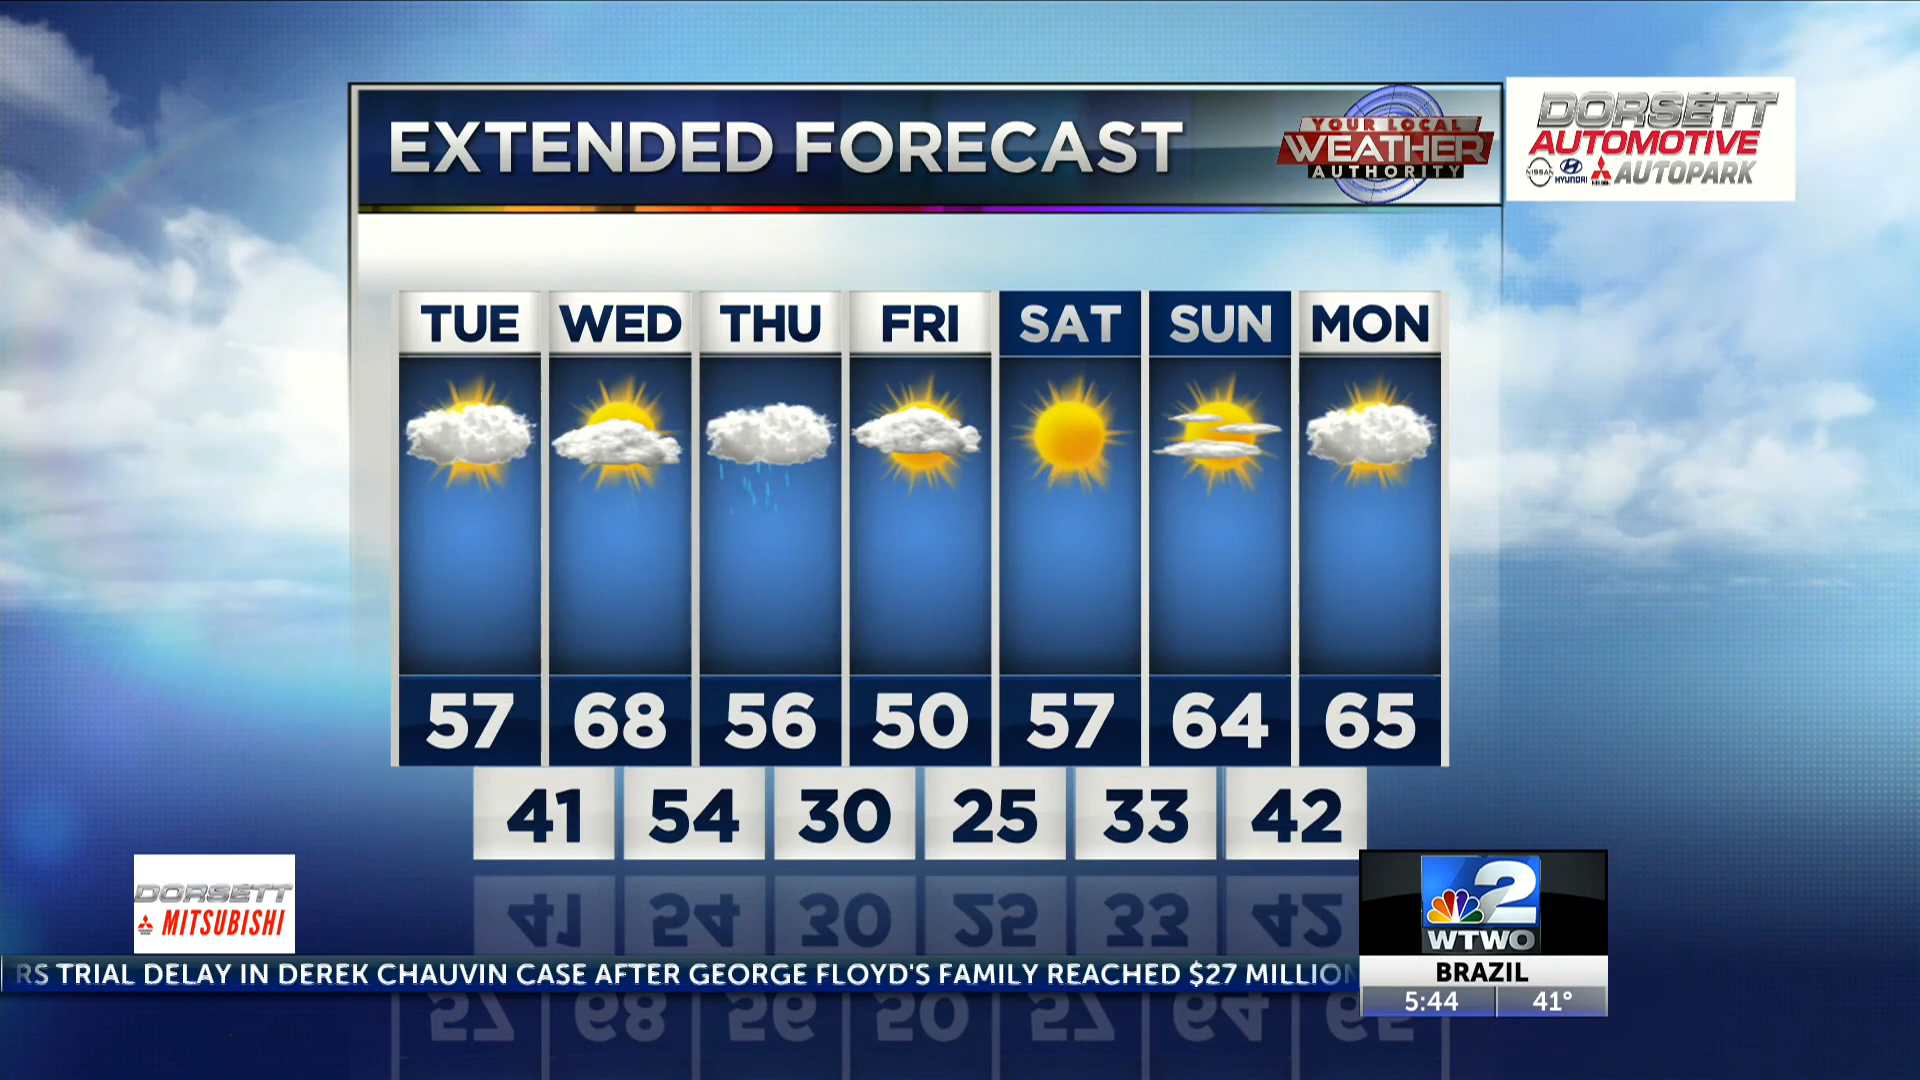 EXTENDED FORECAST
YOUR LOCAL
WEATHER
AUTHORITY
DORSETT
AUTOMOTIVE
NISSAN HYUNDAI AUTOPARK
TUE WED THU FRI SAT SUN MON
57 68 56 50 57 64 65
41 54 30 25 33 42
DORSETT
MITSUBISHI
2
WTWO
BRAZIL
5:44 41°
RS TRIAL DELAY IN DEREK CHAUVIN CASE AFTER GEORGE FLOYD'S FAMILY REACHED $27 MILLION